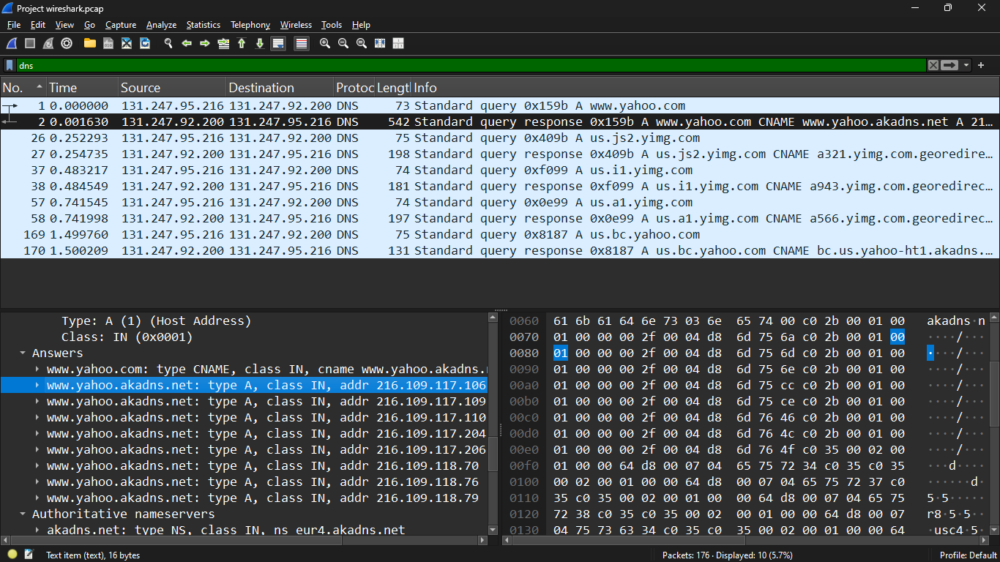 Project wireshark.pcap
File Edit View Go Capture Analyze Statistics Telephony Wireless Tools Help
dns
No. Time Source Destination Protoc Lengtl Info
1 0.000000 131.247.95.216 131.247.92.200 DNS 73 Standard query 0x159b A www.yahoo.com
2 0.001630 131.247.92.200 131.247.95.216 DNS 542 Standard query response 0x159b A www.yahoo.com CNAME www.yahoo.akadns.net A 21…
26 0.252293 131.247.95.216 131.247.92.200 DNS 75 Standard query 0x409b A us.js2.yimg.com
27 0.254735 131.247.92.200 131.247.95.216 DNS 198 Standard query response 0x409b A us.js2.yimg.com CNAME a321.yimg.com.georedire…
37 0.483217 131.247.95.216 131.247.92.200 DNS 74 Standard query 0xf099 A us.i1.yimg.com
38 0.484549 131.247.92.200 131.247.95.216 DNS 181 Standard query response 0xf099 A us.i1.yimg.com CNAME a943.yimg.com.georedirec…
57 0.741545 131.247.95.216 131.247.92.200 DNS 74 Standard query 0x0e99 A us.a1.yimg.com
58 0.741998 131.247.92.200 131.247.95.216 DNS 197 Standard query response 0x0e99 A us.a1.yimg.com CNAME a566.yimg.com.georedirec…
169 1.499760 131.247.95.216 131.247.92.200 DNS 75 Standard query 0x8187 A us.bc.yahoo.com
170 1.500209 131.247.92.200 131.247.95.216 DNS 131 Standard query response 0x8187 A us.bc.yahoo.com CNAME bc.us.yahoo-ht1.akadns.…
Type: A (1) (Host Address)
Class: IN (0x0001)
Answers
www.yahoo.com: type CNAME, class IN, cname www.yahoo.akadns.
www.yahoo.akadns.net: type A, class IN, addr 216.109.117.106
www.yahoo.akadns.net: type A, class IN, addr 216.109.117.109
www.yahoo.akadns.net: type A, class IN, addr 216.109.117.110
www.yahoo.akadns.net: type A, class IN, addr 216.109.117.204
www.yahoo.akadns.net: type A, class IN, addr 216.109.117.206
www.yahoo.akadns.net: type A, class IN, addr 216.109.118.70
www.yahoo.akadns.net: type A, class IN, addr 216.109.118.76
www.yahoo.akadns.net: type A, class IN, addr 216.109.118.79
Authoritative nameservers
akadns.net: type NS, class IN, ns eur4.akadns.net
0060 61 6b 61 64 6e 73 03 6e 65 74 00 c0 2b 00 01 00 akadns·n
0070 01 00 00 00 2f 00 04 d8 6d 75 6a c0 2b 00 01 00 ····/···
0080 01 00 00 00 2f 00 04 d8 6d 75 6d c0 2b 00 01 00 ····/···
0090 01 00 00 00 2f 00 04 d8 6d 75 6e c0 2b 00 01 00 ····/···
00a0 01 00 00 00 2f 00 04 d8 6d 75 cc c0 2b 00 01 00 ····/···
00b0 01 00 00 00 2f 00 04 d8 6d 75 ce c0 2b 00 01 00 ····/···
00c0 01 00 00 00 2f 00 04 d8 6d 76 46 c0 2b 00 01 00 ····/···
00d0 01 00 00 00 2f 00 04 d8 6d 76 4c c0 2b 00 01 00 ····/···
00e0 01 00 00 00 2f 00 04 d8 6d 76 4f c0 35 00 02 00 ····/···
00f0 01 00 00 64 d8 00 07 04 65 75 72 34 c0 35 c0 35 ···d····
0100 00 02 00 01 00 00 64 d8 00 07 04 65 75 72 37 c0 ······d·
0110 35 c0 35 00 02 00 01 00 00 64 d8 00 07 04 65 75 5·5·····
0120 72 38 c0 35 c0 35 00 02 00 01 00 00 64 d8 00 07 r8·5·5··
0130 04 75 73 63 34 c0 35 c0 35 00 02 00 01 00 00 64 ·usc4·5·
Text item (text), 16 bytes
Packets: 176 · Displayed: 10 (5.7%)
Profile: Default